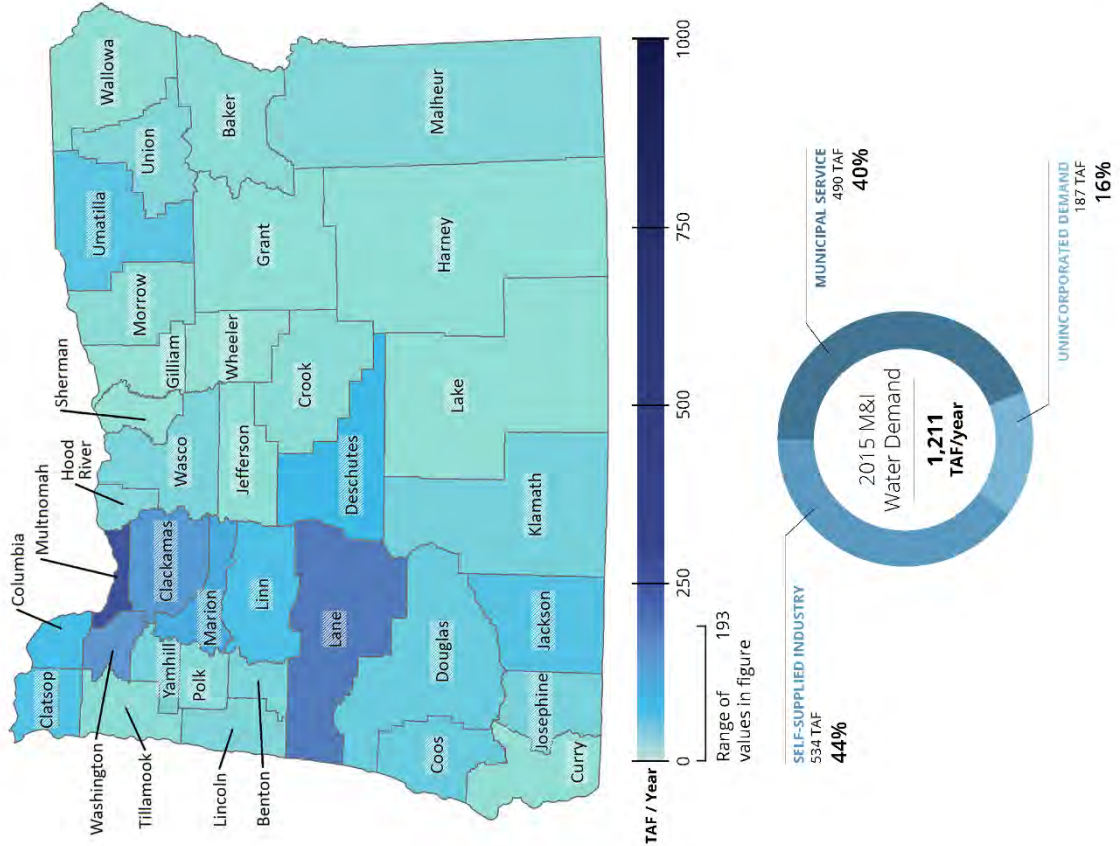 Columbia
Multnomah
Hood
River
Sherman
Clatsop
Washington
Tillamook
Yamhill
Polk
Lincoln
Benton
Clackamas
Marion
Linn
Lane
Wasco
Jefferson
Gilliam
Morrow
Wheeler
Umatilla
Union
Wallowa
Baker
Grant
Crook
Deschutes
Douglas
Coos
Curry
Josephine
Jackson
Klamath
Lake
Harney
Malheur
TAF / Year
0
250
500
750
1000
Range of 193
values in figure
SELF-SUPPLIED INDUSTRY
534 TAF
44%
2015 M&I
Water Demand
1,211
TAF/year
MUNICIPAL SERVICE
490 TAF
40%
UNINCORPORATED DEMAND
187 TAF
16%